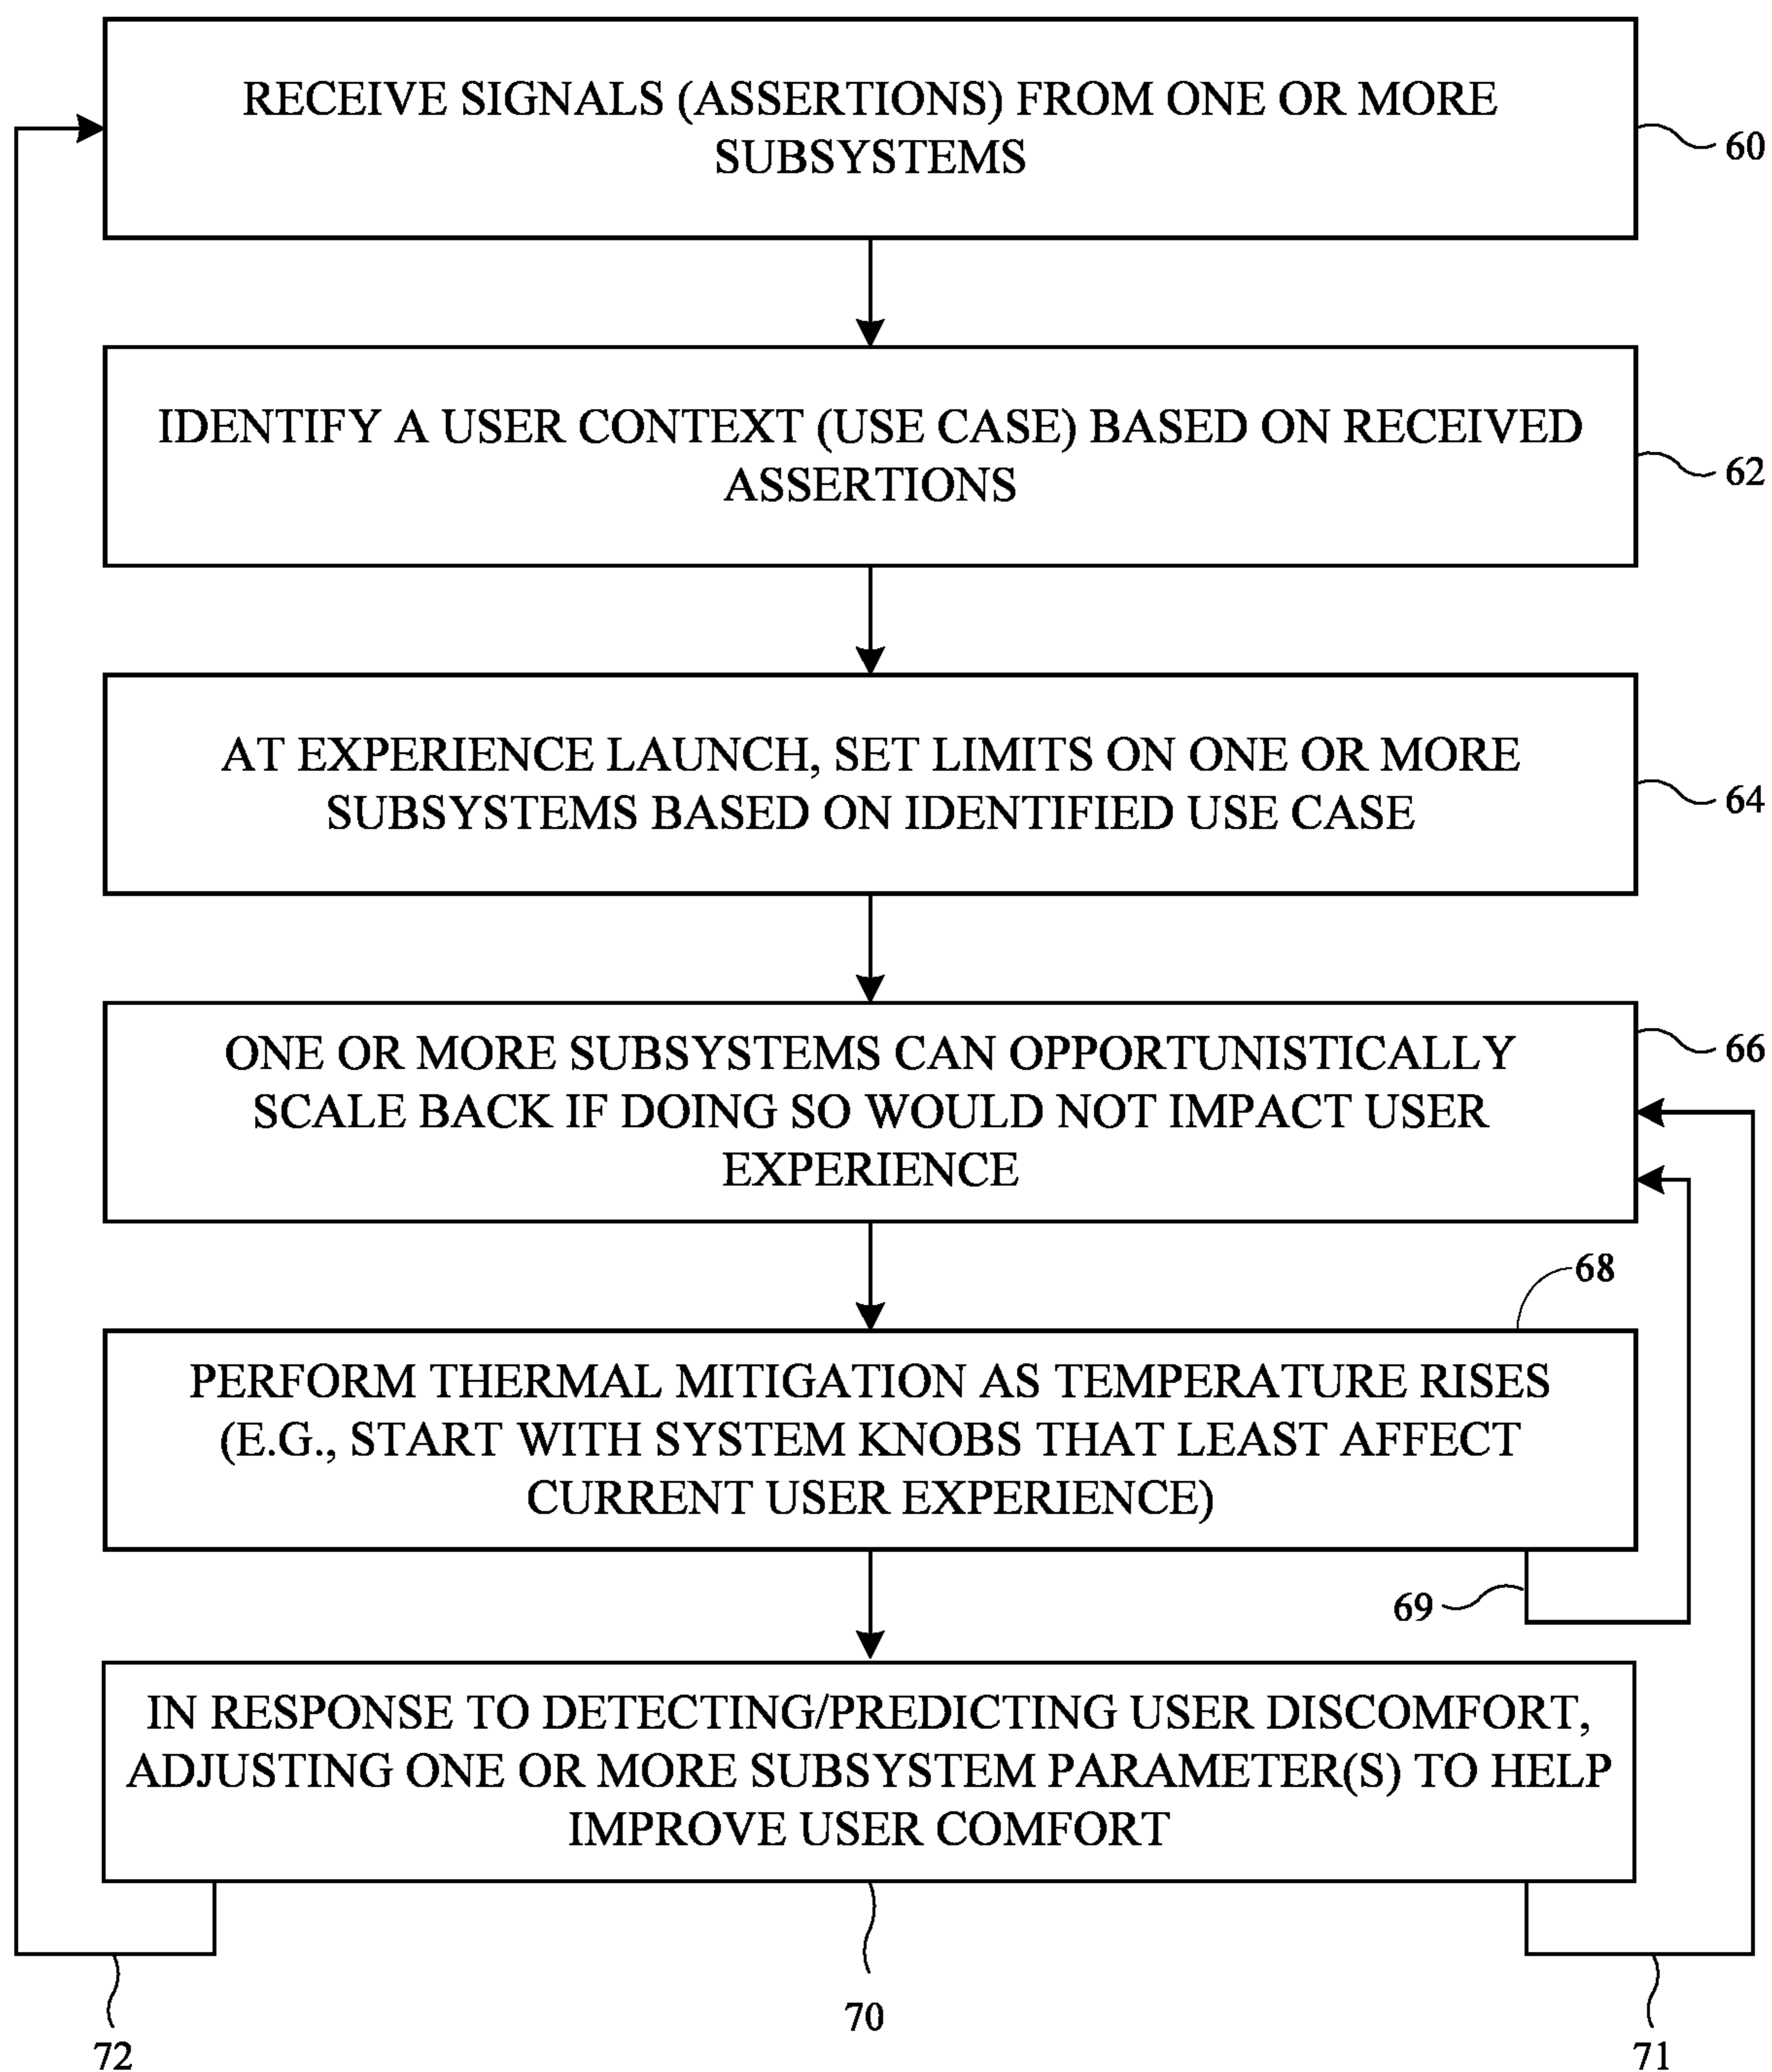 RECEIVE SIGNALS (ASSERTIONS) FROM ONE OR MORE
SUBSYSTEMS
60
IDENTIFY A USER CONTEXT (USE CASE) BASED ON RECEIVED
ASSERTIONS
62
AT EXPERIENCE LAUNCH, SET LIMITS ON ONE OR MORE
SUBSYSTEMS BASED ON IDENTIFIED USE CASE
64
ONE OR MORE SUBSYSTEMS CAN OPPORTUNISTICALLY
SCALE BACK IF DOING SO WOULD NOT IMPACT USER
EXPERIENCE
66
68
PERFORM THERMAL MITIGATION AS TEMPERATURE RISES
(E.G., START WITH SYSTEM KNOBS THAT LEAST AFFECT
CURRENT USER EXPERIENCE)
69
IN RESPONSE TO DETECTING/PREDICTING USER DISCOMFORT,
ADJUSTING ONE OR MORE SUBSYSTEM PARAMETER(S) TO HELP
IMPROVE USER COMFORT
70
72
71